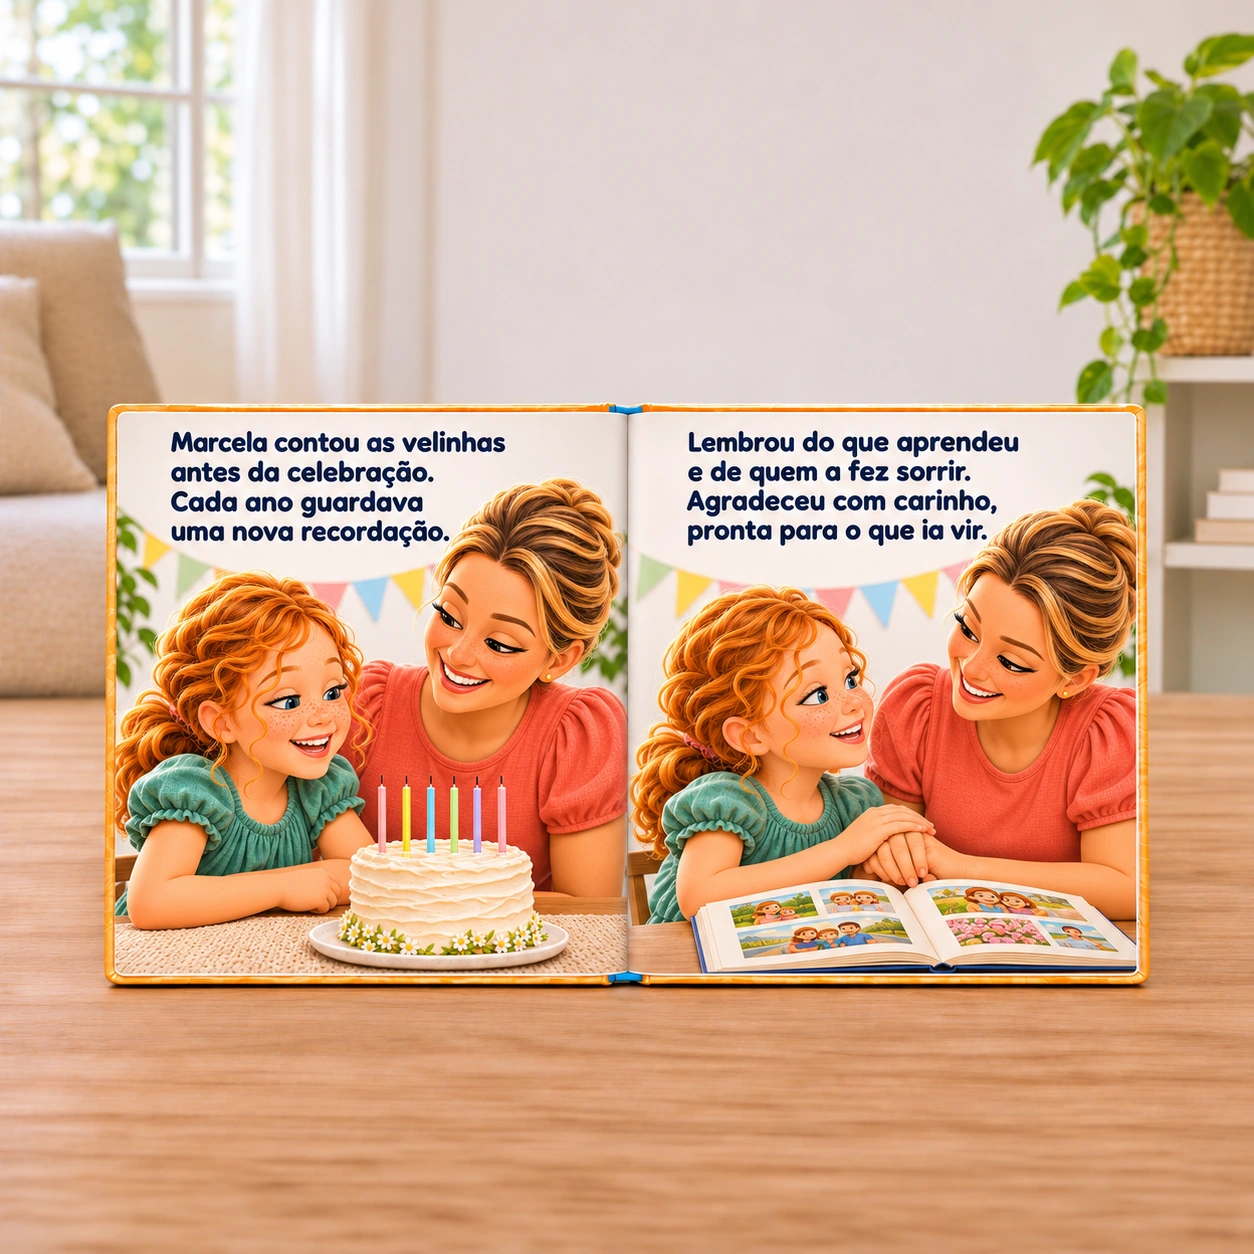 Marcela contou as velinhas
antes da celebração.
Cada ano guardava
uma nova recordação.
Lembrou do que aprendeu
e de quem a fez sorrir.
Agradeceu com carinho,
pronta para o que ia vir.